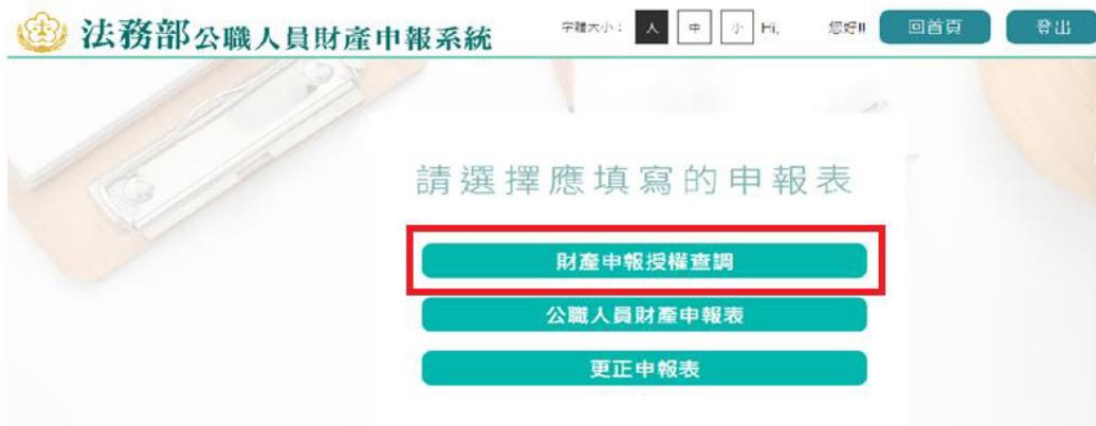 法務部公職人員財產申報系統 字體大小： 大 中 小 Hi, 您好!! 回首頁 登出
請選擇應填寫的申報表
財產申報授權查調
公職人員財產申報表
更正申報表